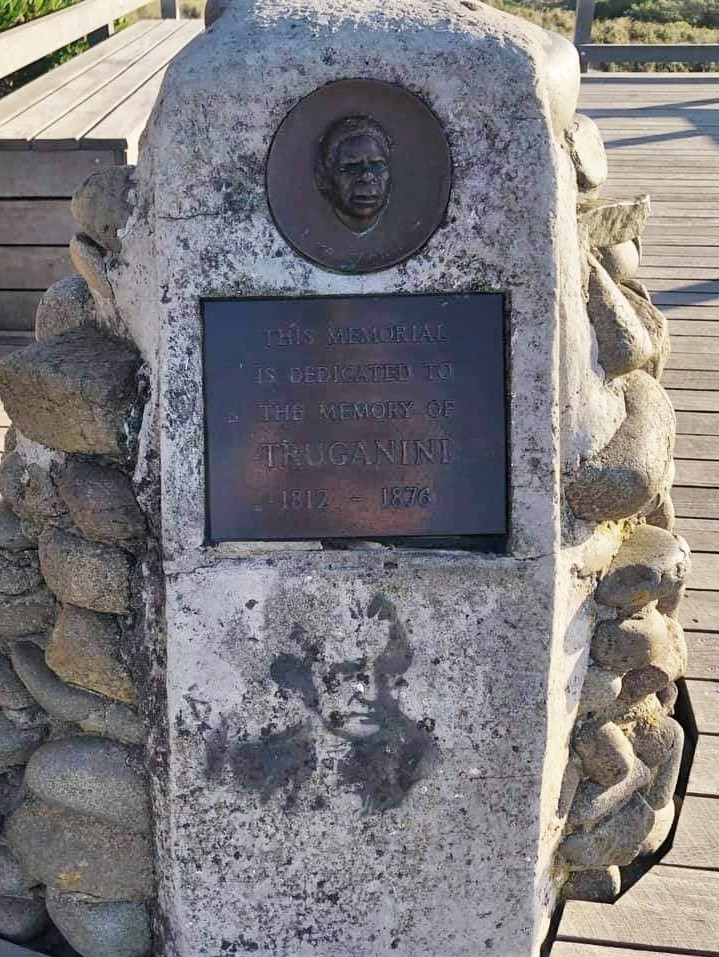 THIS MEMORIAL
IS DEDICATED TO
THE MEMORY OF
TRUGANINI
1812 - 1876